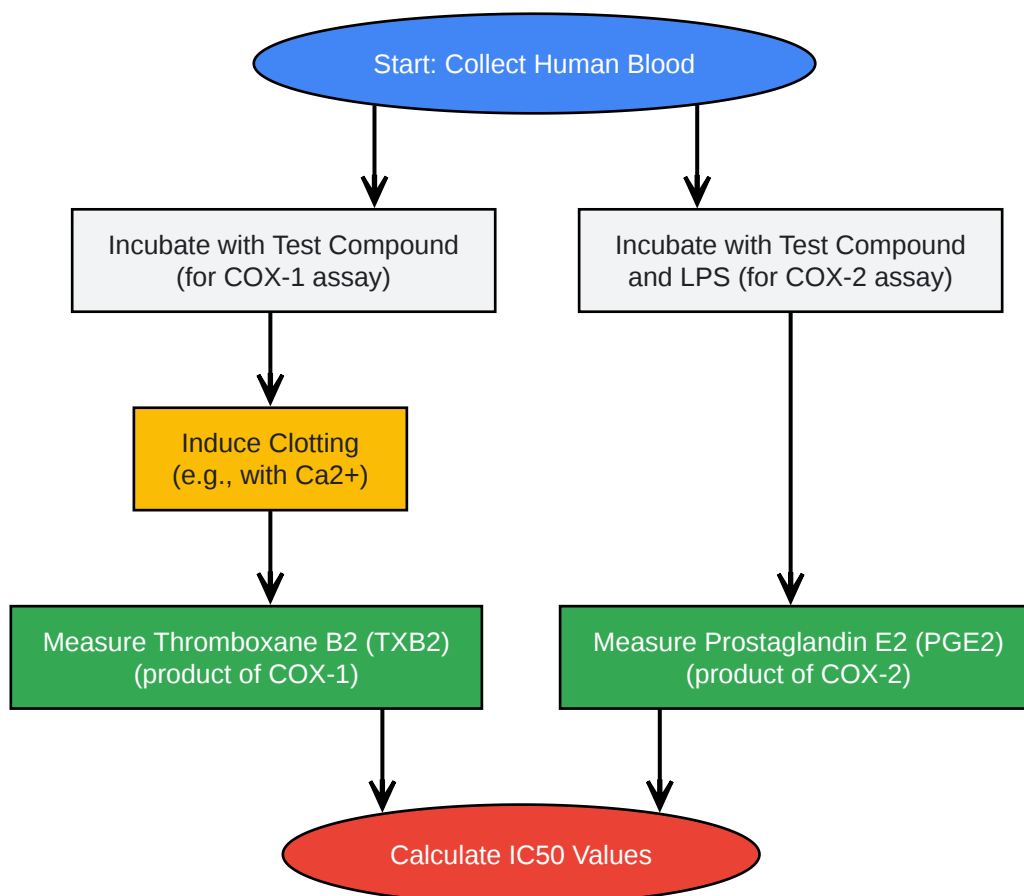 Start: Collect Human Blood
Incubate with Test Compound
(for COX-1 assay)
Incubate with Test Compound
and LPS (for COX-2 assay)
Induce Clotting
(e.g., with Ca2+)
Measure Thromboxane B2 (TXB2)
(product of COX-1)
Measure Prostaglandin E2 (PGE2)
(product of COX-2)
Calculate IC50 Values